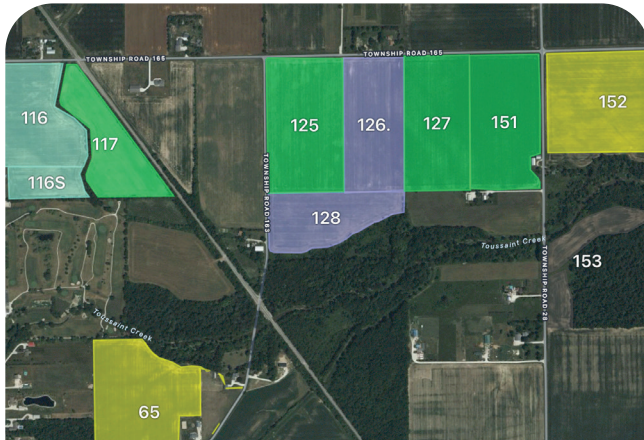 TOWNSHIP ROAD 165
TOWNSHIP ROAD 165
116
117
125
126.
127
151
152
116S
TOWNSHIP ROAD 163
128
Toussaint Creek
153
TOWNSHIP ROAD 28
Toussaint Creek
65